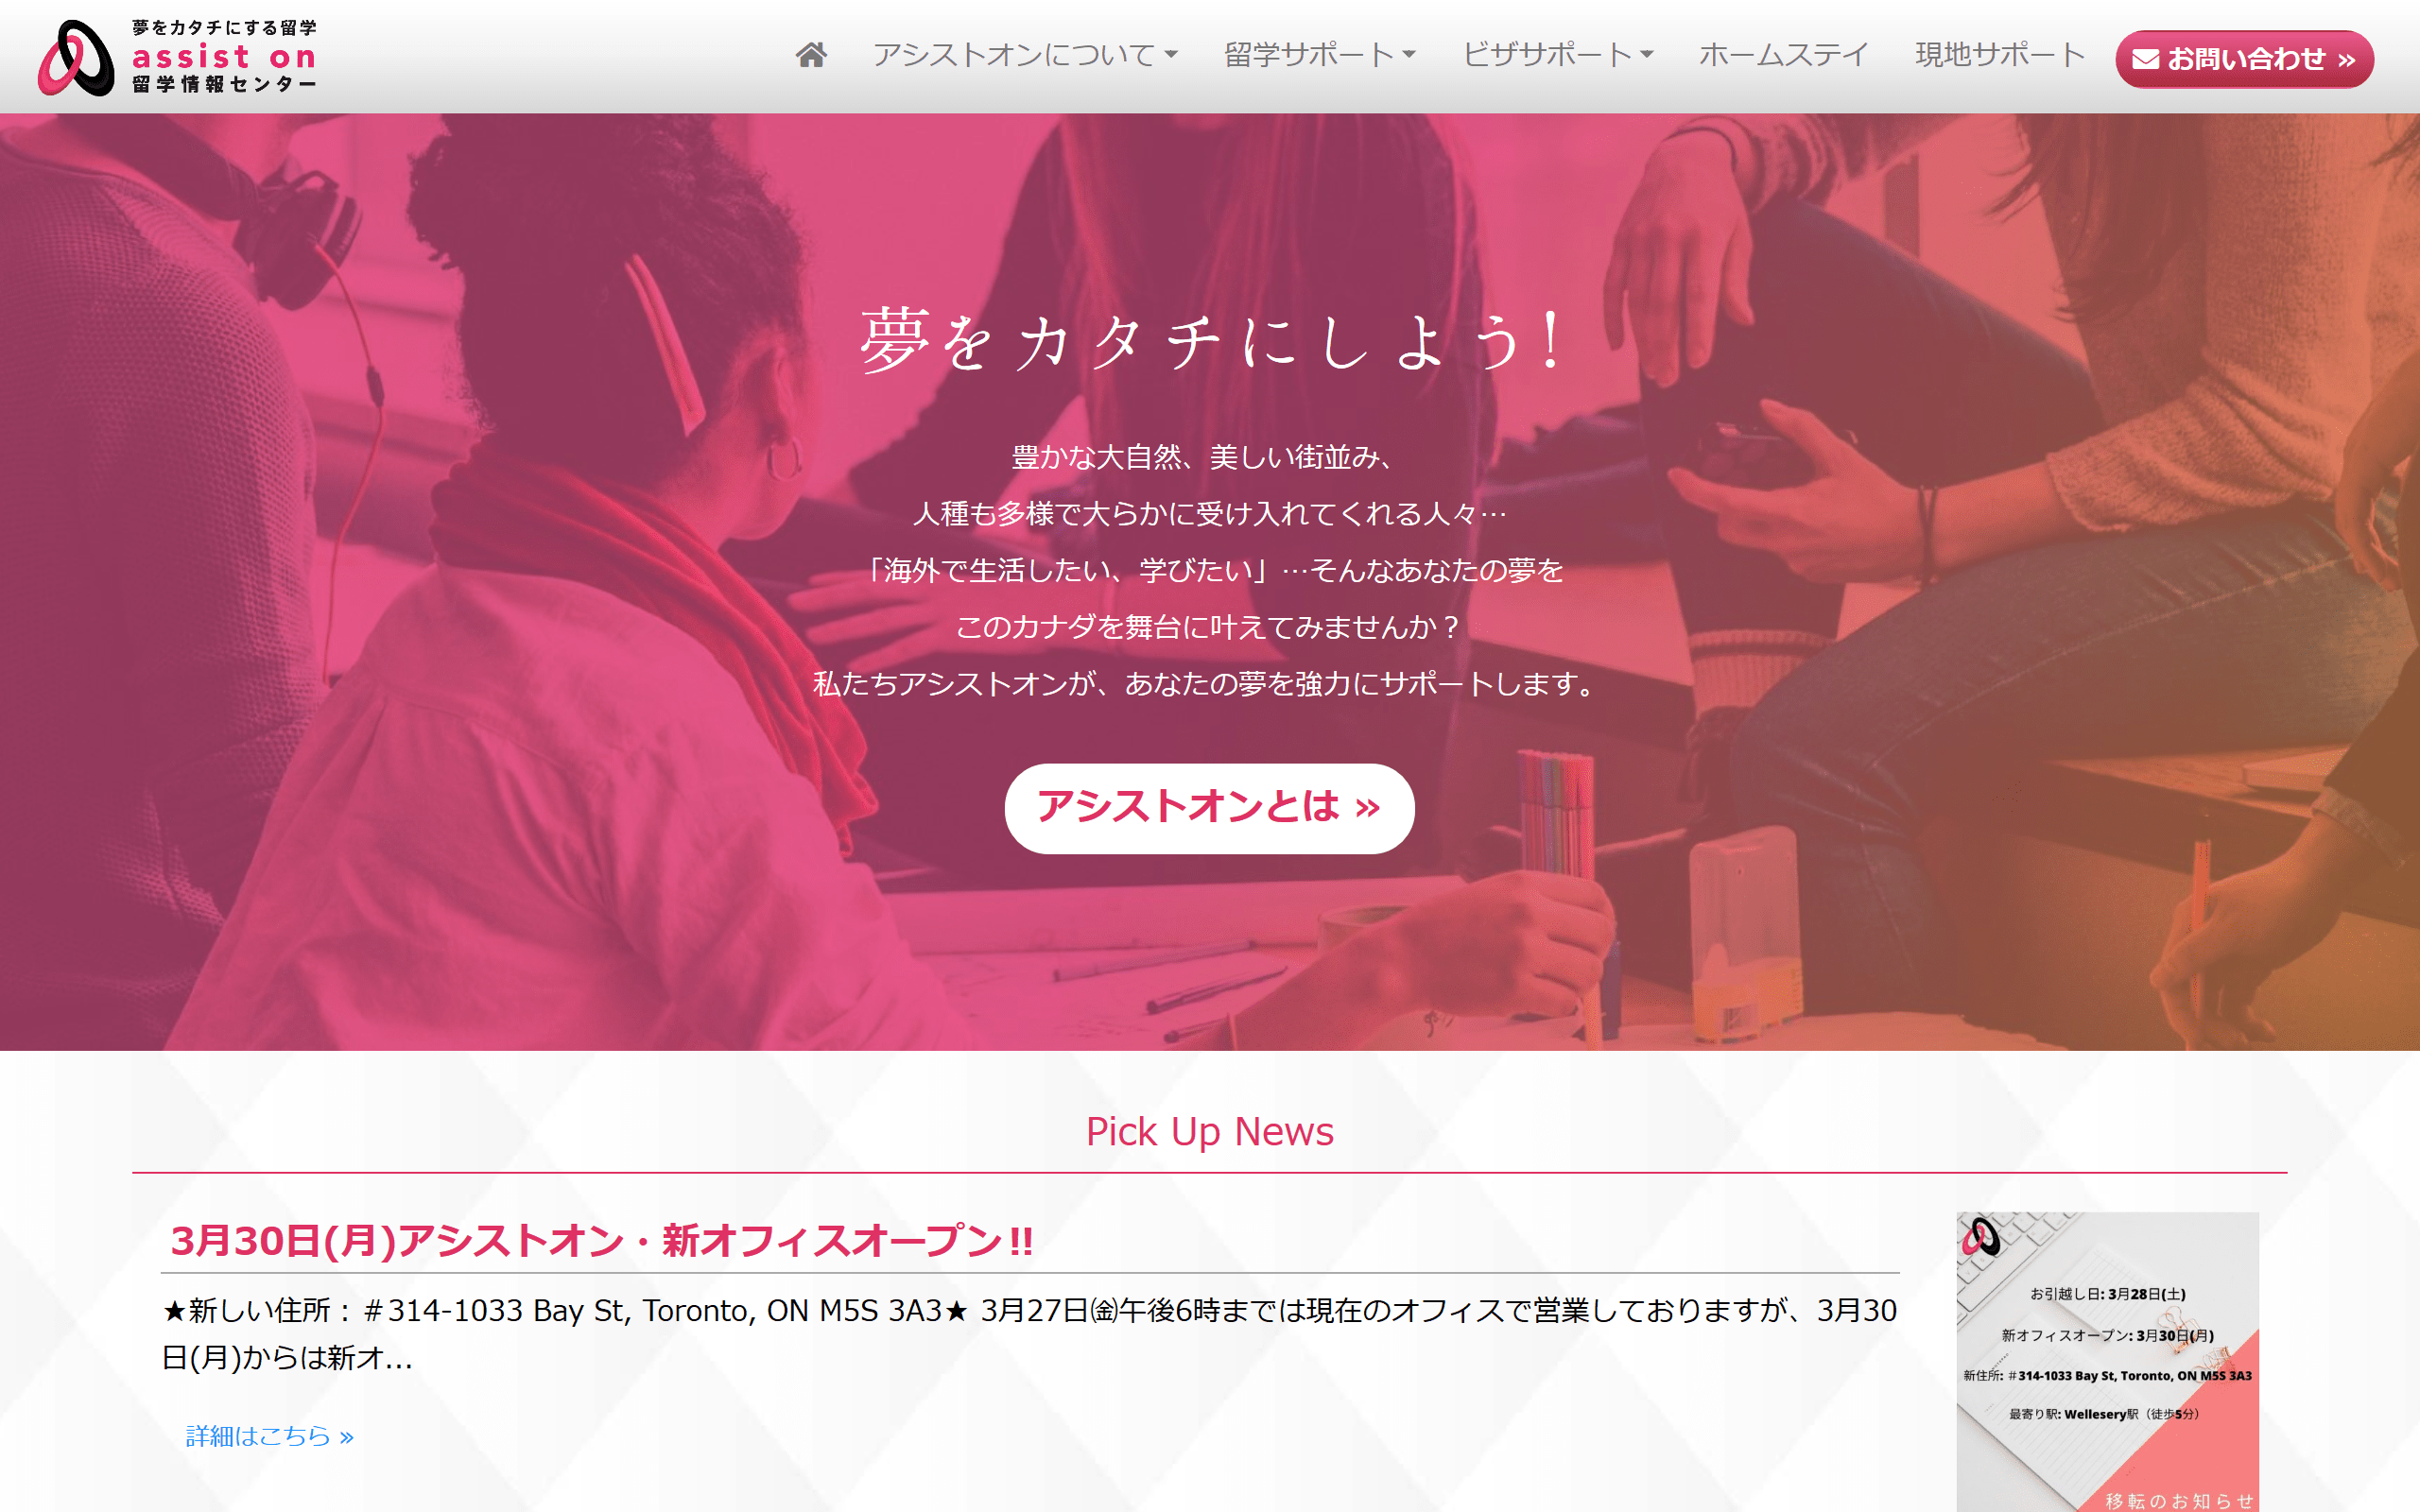 夢をカタチにする留学
assist on
留学情報センター
アシストオンについて
留学サポート
ビザサポート
ホームステイ
現地サポート
お問い合わせ »
夢をカタチにしよう!
豊かな大自然、美しい街並み、
人種も多様で大らかに受け入れてくれる人々…
「海外で生活したい、学びたい」…そんなあなたの夢を
このカナダを舞台に叶えてみませんか？
私たちアシストオンが、あなたの夢を強力にサポートします。
アシストオンとは »
Pick Up News
3月30日(月)アシストオン・新オフィスオープン‼
★新しい住所：＃314-1033 Bay St, Toronto, ON M5S 3A3★ 3月27日㈮午後6時までは現在のオフィスで営業しておりますが、3月30
日(月)からは新オ...
詳細はこちら »
お引越し日: 3月28日(土)
新オフィスオープン: 3月30日(月)
新住所: ＃314-1033 Bay St, Toronto, ON M5S 3A3
最寄り駅: Wellesery駅（徒歩5分）
移転のお知らせ